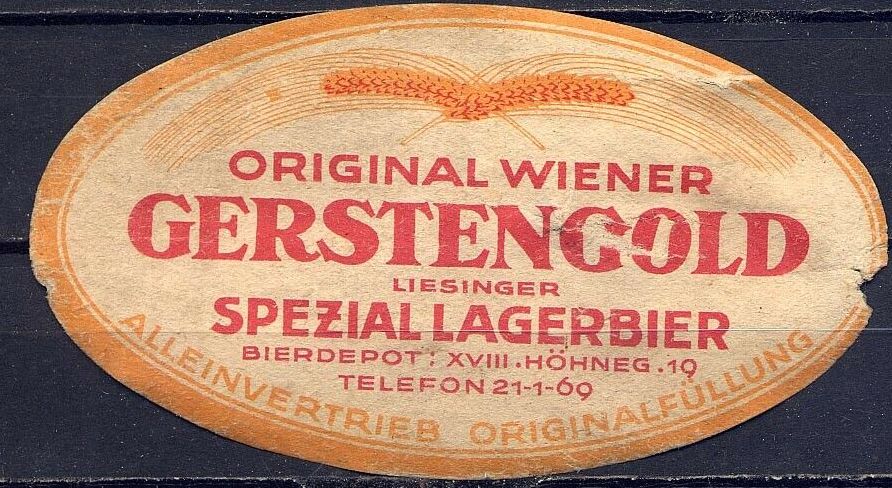 ORIGINAL WIENER
GERSTENGOLD
LIESINGER
SPEZIAL LAGERBIER
BIERDEPOT: XVIII. HÖHNEG. 19
TELEFON 21-1-69
ALLEINVERTRIEB ORIGINALFÜLLUNG